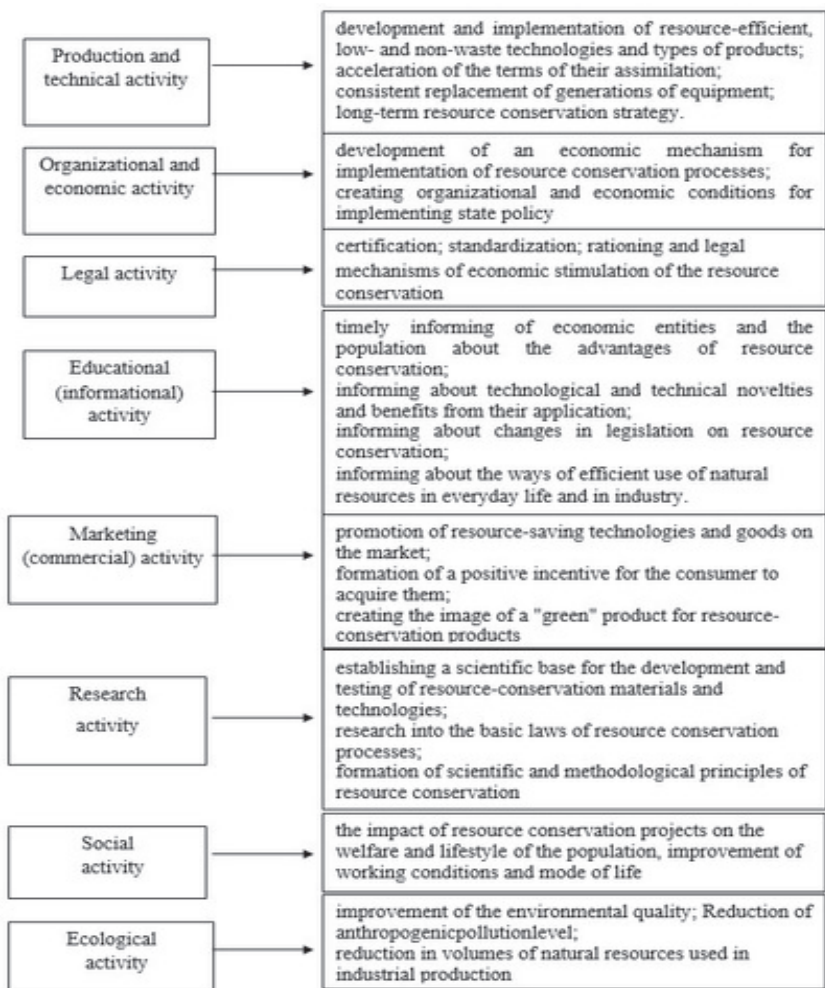 Production and
technical activity
development and implementation of resource-efficient,
low- and non-waste technologies and types of products;
acceleration of the terms of their assimilation;
consistent replacement of generations of equipment;
long-term resource conservation strategy.
Organizational and
economic activity
development of an economic mechanism for
implementation of resource conservation processes;
creating organizational and economic conditions for
implementing state policy
Legal activity
certification; standardization; rationing and legal
mechanisms of economic stimulation of the resource
conservation
Educational
(informational)
activity
timely informing of economic entities and the
population about the advantages of resource
conservation;
informing about technological and technical novelties
and benefits from their application;
informing about changes in legislation on resource
conservation;
informing about the ways of efficient use of natural
resources in everyday life and in industry.
Marketing
(commercial) activity
promotion of resource-saving technologies and goods on
the market;
formation of a positive incentive for the consumer to
acquire them;
creating the image of a "green" product for resource-
conservation products
Research
activity
establishing a scientific base for the development and
testing of resource-conservation materials and
technologies;
research into the basic laws of resource conservation
processes;
formation of scientific and methodological principles of
resource conservation
Social
activity
the impact of resource conservation projects on the
welfare and lifestyle of the population, improvement of
working conditions and mode of life
Ecological
activity
improvement of the environmental quality; Reduction of
anthropogenicpollutionlevel;
reduction in volumes of natural resources used in
industrial production